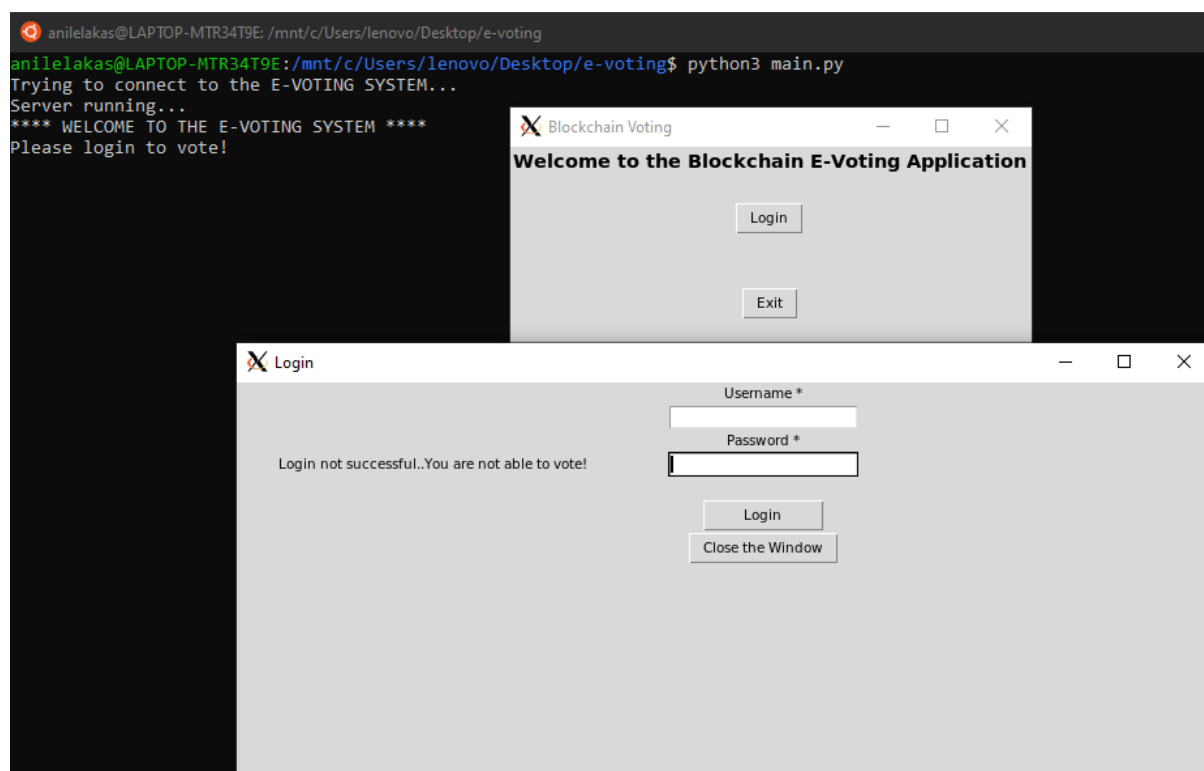 anilelakas@LAPTOP-MTR34T9E: /mnt/c/Users/lenovo/Desktop/e-voting
anilelakas@LAPTOP-MTR34T9E:/mnt/c/Users/lenovo/Desktop/e-voting$ python3 main.py
Trying to connect to the E-VOTING SYSTEM...
Server running...
**** WELCOME TO THE E-VOTING SYSTEM ****
Please login to vote!
Blockchain Voting
Welcome to the Blockchain E-Voting Application
Login
Exit
Login
Username *
Password *
Login not successful..You are not able to vote!
Login
Close the Window